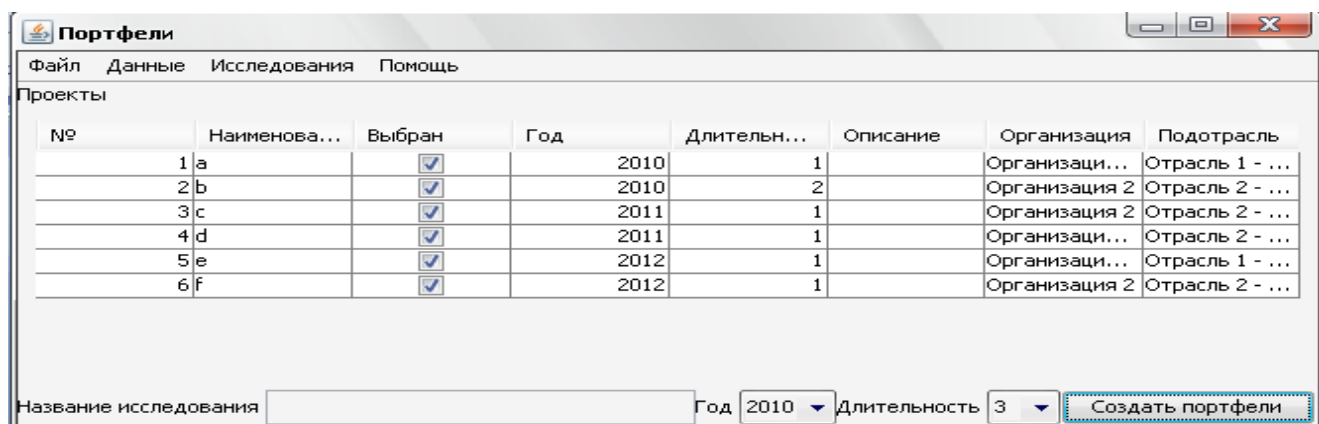 Портфели
Файл Данные Исследования Помощь
Проекты
№ Наименова... Выбран Год Длительн... Описание Организация Подотрасль
1 a 2010 1 Организаци... Отрасль 1 - ...
2 b 2010 2 Организация 2 Отрасль 2 - ...
3 c 2011 1 Организация 2 Отрасль 2 - ...
4 d 2011 1 Организаци... Отрасль 2 - ...
5 e 2012 1 Организаци... Отрасль 1 - ...
6 f 2012 1 Организация 2 Отрасль 2 - ...
Название исследования Год 2010 Длительность 3 Создать портфели